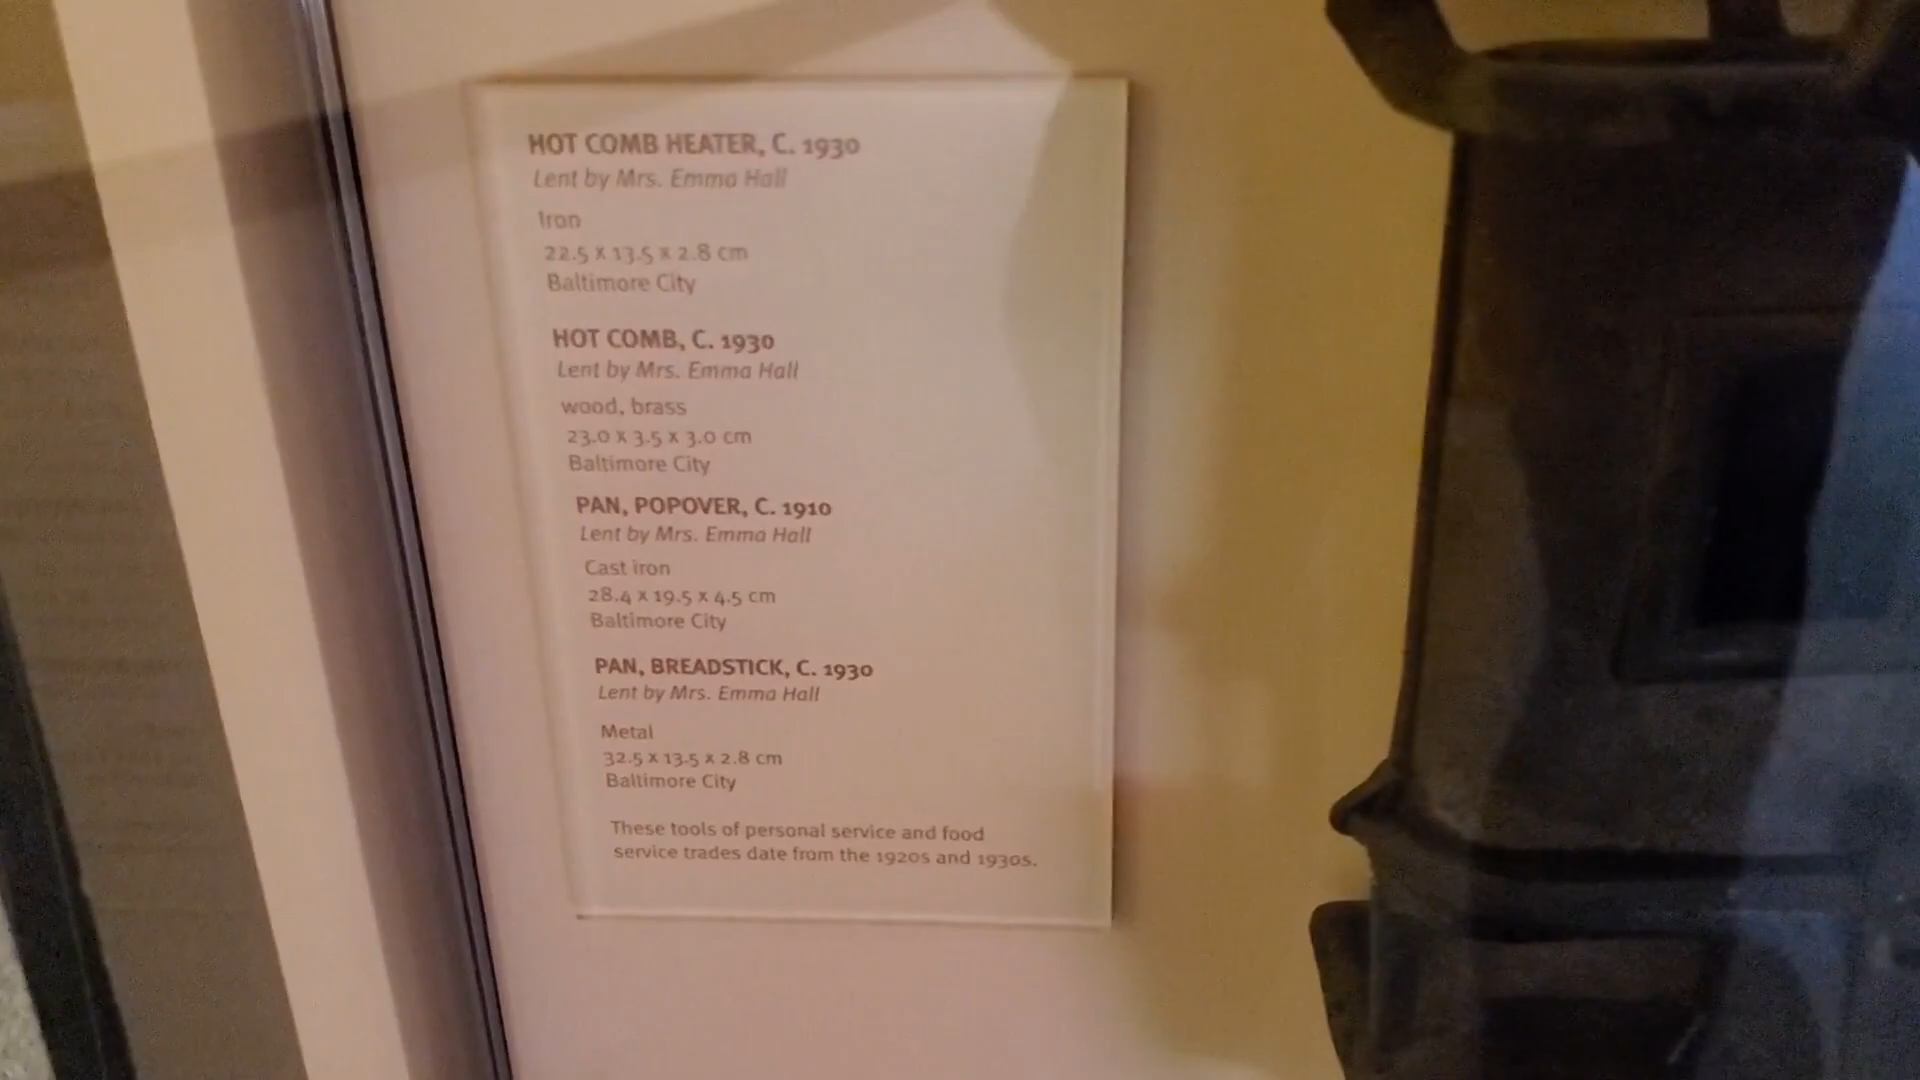 HOT COMB HEATER, C. 1930
Lent by Mrs. Emma Hall
Iron
22.5 x 13.5 x 2.8 cm
Baltimore City
HOT COMB, C. 1930
Lent by Mrs. Emma Hall
wood, brass
23.0 x 3.5 x 3.0 cm
Baltimore City
PAN, POPOVER, C. 1910
Lent by Mrs. Emma Hall
Cast iron
28.4 x 19.5 x 4.5 cm
Baltimore City
PAN, BREADSTICK, C. 1930
Lent by Mrs. Emma Hall
Metal
32.5 x 13.5 x 2.8 cm
Baltimore City
These tools of personal service and food
service trades date from the 1920s and 1930s.